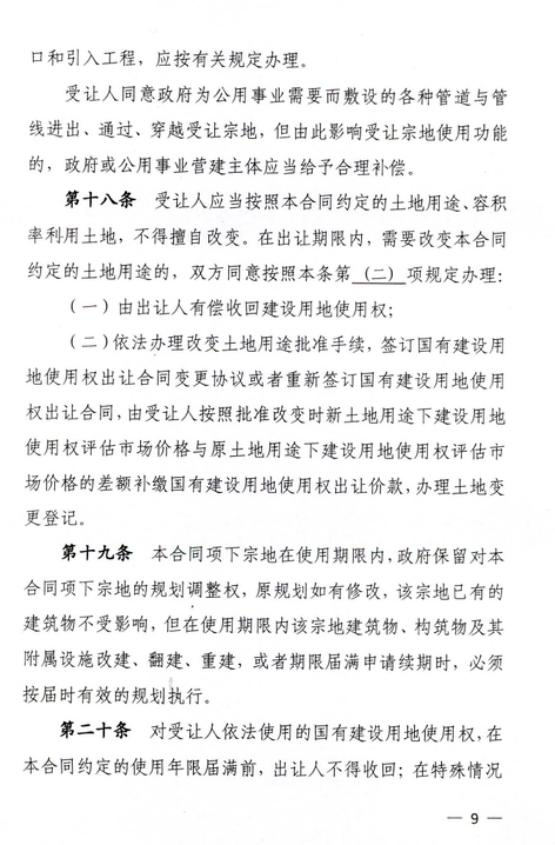 口和引入工程，应按有关规定办理。
受让人同意政府为公用事业需要而敷设的各种管道与管
线进出、通过、穿越受让宗地，但由此影响受让宗地使用功能
的，政府或公用事业营建主体应当给予合理补偿。
第十八条 受让人应当按照本合同约定的土地用途、容积
率利用土地，不得擅自改变。在出让期限内，需要改变本合同
约定的土地用途的，双方同意按照本条第 (二) 项规定办理：
（一）由出让人有偿收回建设用地使用权；
（二）依法办理改变土地用途批准手续，签订国有建设用
地使用权出让合同变更协议或者重新签订国有建设用地使用
权出让合同，由受让人按照批准改变时新土地用途下建设用地
使用权评估市场价格与原土地用途下建设用地使用权评估市
场价格的差额补缴国有建设用地使用权出让价款，办理土地变
更登记。
第十九条 本合同项下宗地在使用期限内，政府保留对本
合同项下宗地的规划调整权，原规划如有修改，该宗地已有的
建筑物不受影响，但在使用期限内该宗地建筑物、构筑物及其
附属设施改建、翻建、重建，或者期限届满申请续期时，必须
按届时有效的规划执行。
第二十条 对受让人依法使用的国有建设用地使用权，在
本合同约定的使用年限届满前，出让人不得收回；在特殊情况
— 9 —